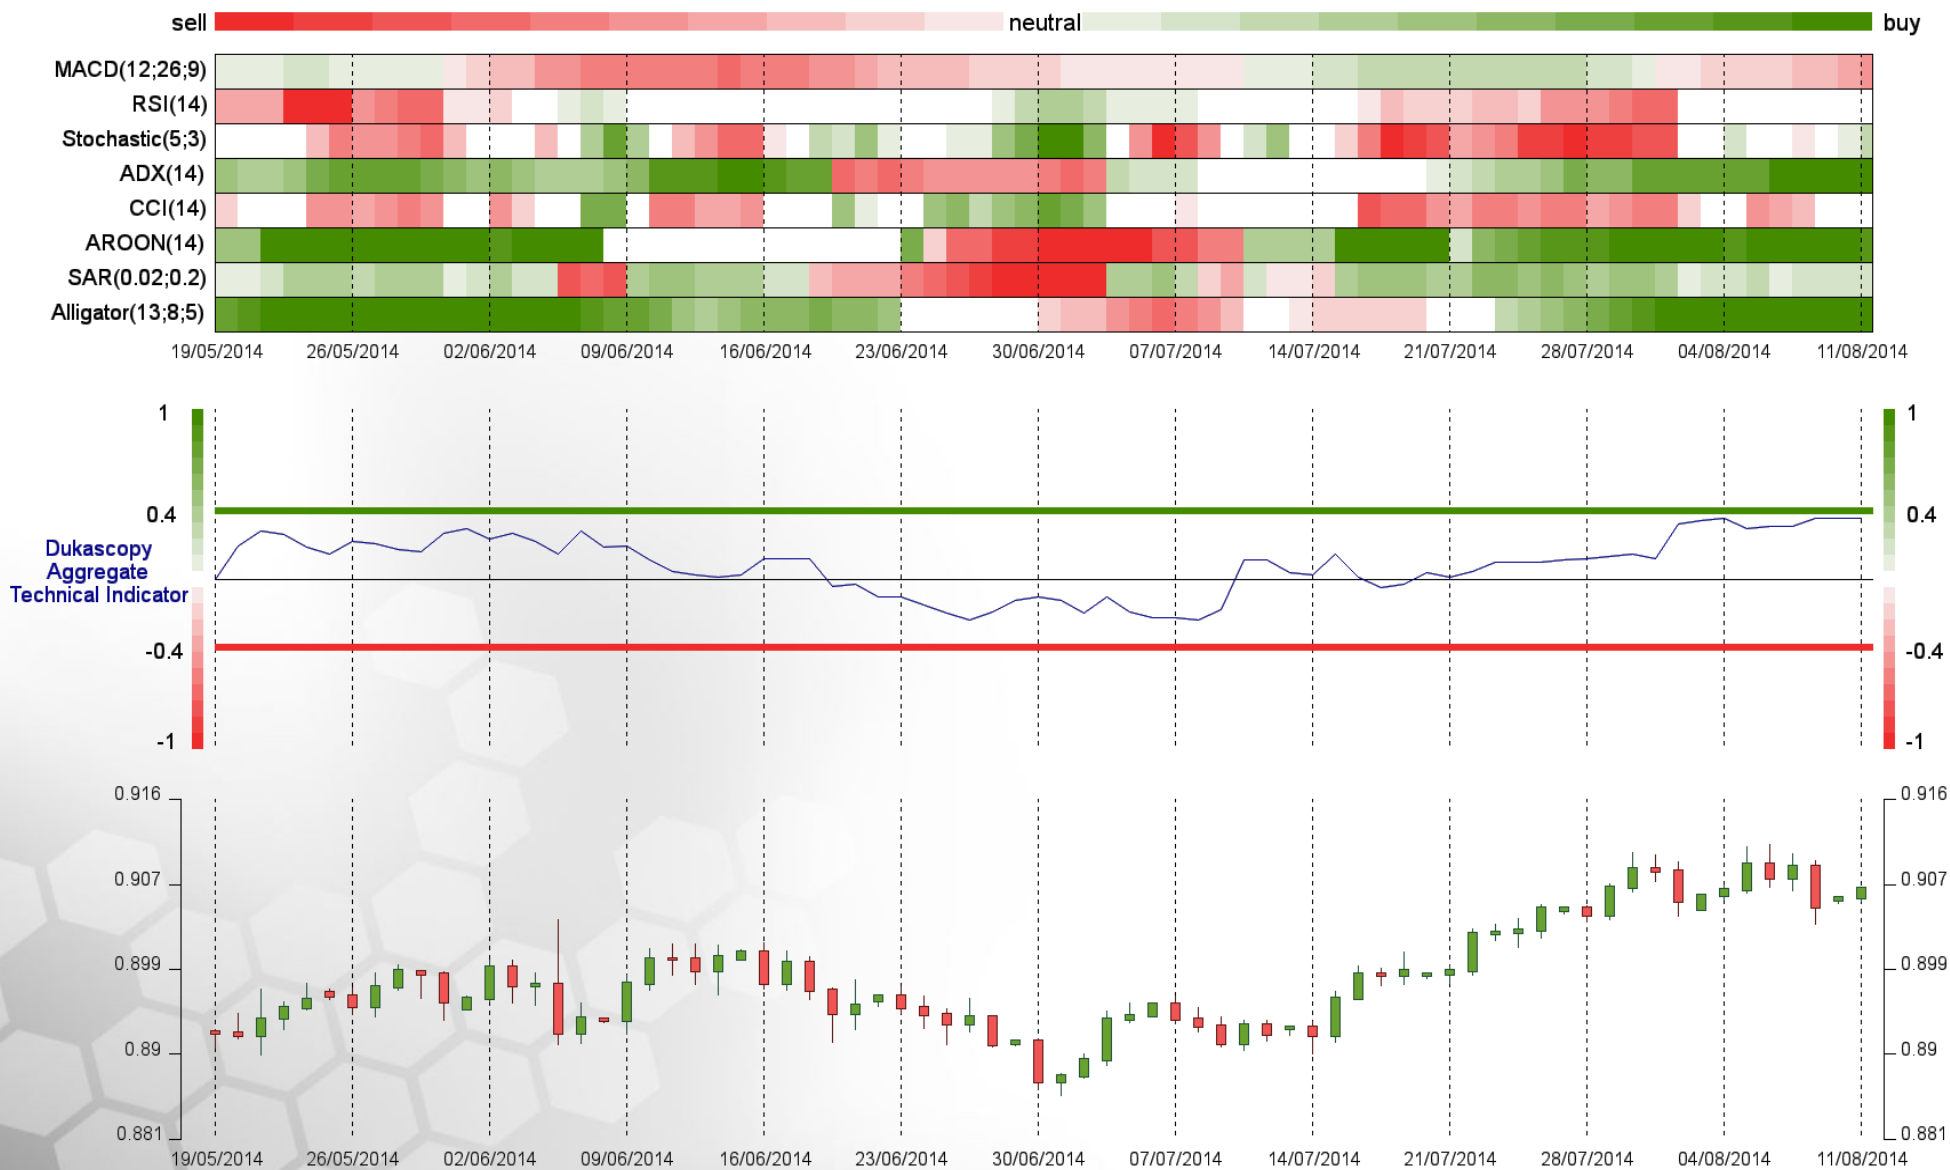 sell neutral buy
MACD(12;26;9)
RSI(14)
Stochastic(5;3)
ADX(14)
CCI(14)
AROON(14)
SAR(0.02;0.2)
Alligator(13;8;5)
19/05/2014 26/05/2014 02/06/2014 09/06/2014 16/06/2014 23/06/2014 30/06/2014 07/07/2014 14/07/2014 21/07/2014 28/07/2014 04/08/2014 11/08/2014
1 1
0.4 0.4
Dukascopy
Aggregate
Technical Indicator
-0.4 -0.4
-1 -1
0.916 0.916
0.907 0.907
0.899 0.899
0.89 0.89
0.881 0.881
19/05/2014 26/05/2014 02/06/2014 09/06/2014 16/06/2014 23/06/2014 30/06/2014 07/07/2014 14/07/2014 21/07/2014 28/07/2014 04/08/2014 11/08/2014